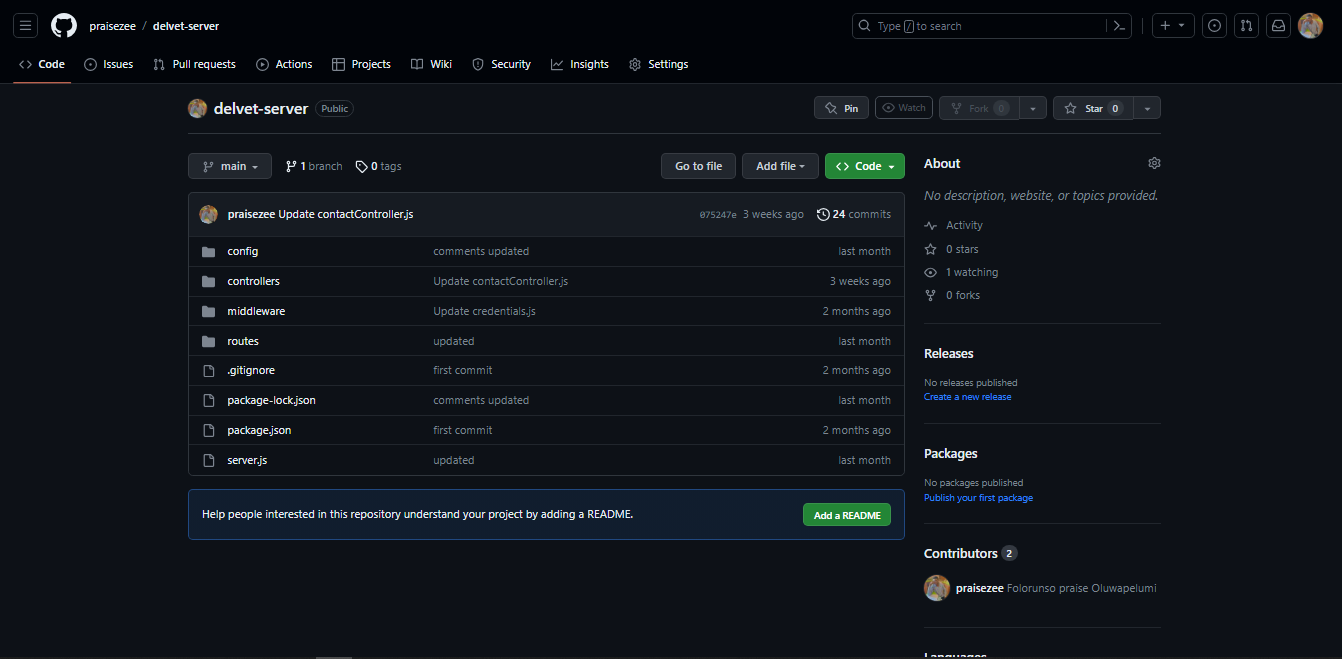 praisezee / delvet-server
Type / to search
Code Issues Pull requests Actions Projects Wiki Security Insights Settings
delvet-server Public
Pin Watch Fork 0 Star 0
main 1 branch 0 tags
Go to file Add file Code
praisezee Update contactController.js 075247e 3 weeks ago 24 commits
config comments updated last month
controllers Update contactController.js 3 weeks ago
middleware Update credentials.js 2 months ago
routes updated last month
.gitignore first commit 2 months ago
package-lock.json comments updated last month
package.json first commit 2 months ago
server.js updated last month
Help people interested in this repository understand your project by adding a README.
Add a README
About
No description, website, or topics provided.
Activity
0 stars
1 watching
0 forks
Releases
No releases published
Create a new release
Packages
No packages published
Publish your first package
Contributors 2
praisezee Folorunso praise Oluwapelumi
Languages